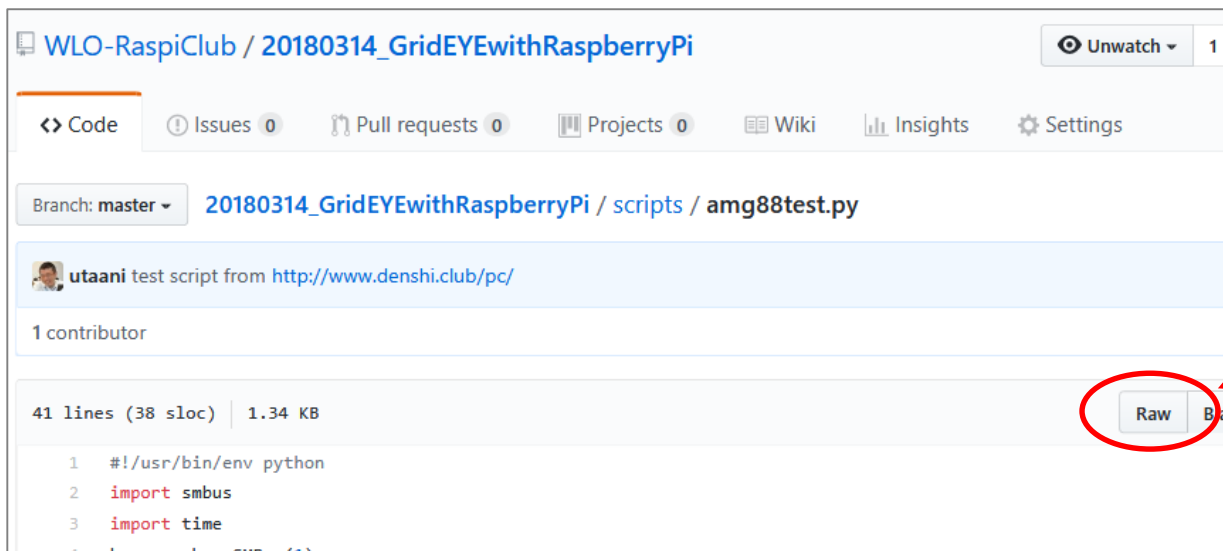 WLO-RaspiClub / 20180314_GridEYEwithRaspberryPi
Unwatch 1
Code Issues 0 Pull requests 0 Projects 0 Wiki Insights Settings
Branch: master 20180314_GridEYEwithRaspberryPi / scripts / amg88test.py
utaani test script from http://www.denshi.club/pc/
1 contributor
41 lines (38 sloc) 1.34 KB Raw
1 #!/usr/bin/env python
2 import smbus
3 import time